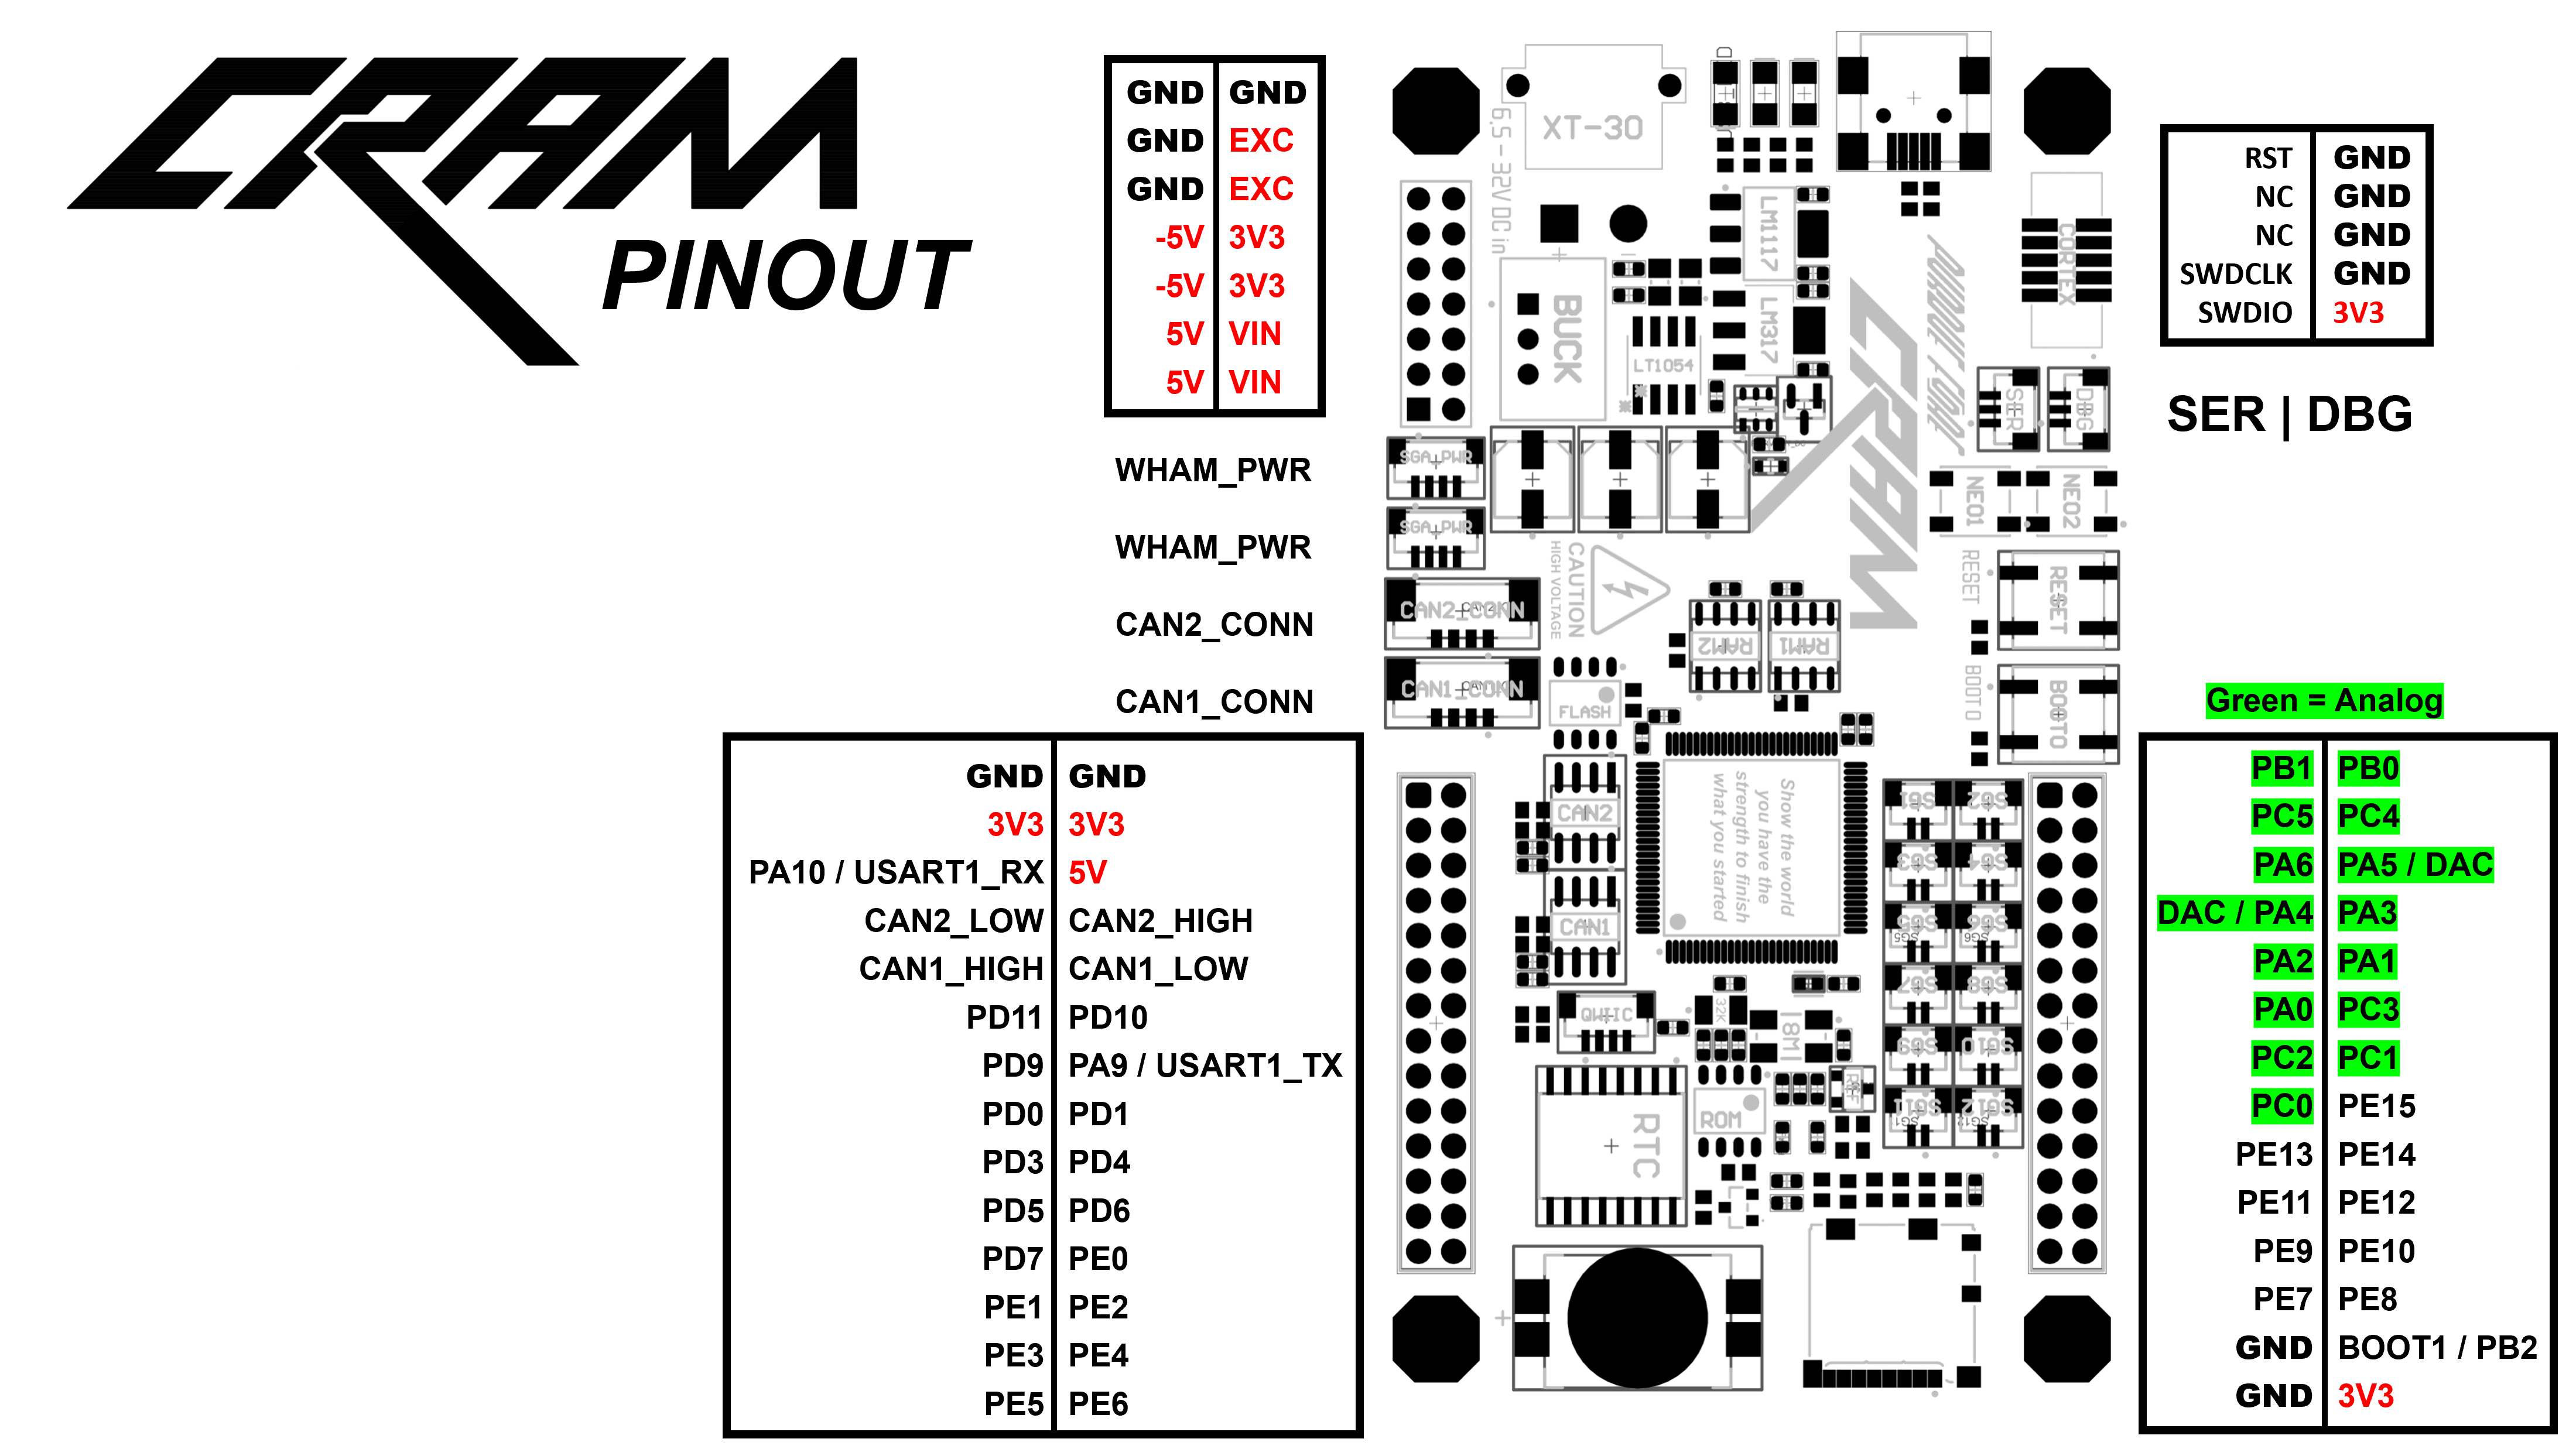 CRAM
PINOUT
GND GND
GND EXC
GND EXC
-5V 3V3
-5V 3V3
5V VIN
5V VIN
WHAM_PWR
WHAM_PWR
CAN2_CONN
CAN1_CONN
GND GND
3V3 3V3
PA10 / USART1_RX 5V
CAN2_LOW CAN2_HIGH
CAN1_HIGH CAN1_LOW
PD11 PD10
PD9 PA9 / USART1_TX
PD0 PD1
PD3 PD4
PD5 PD6
PD7 PE0
PE1 PE2
PE3 PE4
PE5 PE6
XT-30
6.5 - 32V DC in
LM1117
LM317
BUCK
LT1054
CORTEX
CRAM
SER
DBG
SGA_PWR
SGA_PWR
NEO1
NEO2
CAUTION
HIGH VOLTAGE
RESET
RESET
CAN2_CONN
CAN1_CONN
RAM2
RAM1
FLASH
BOOT0
BOOT0
CAN2
CAN1
Show the world
you have the
strength to finish
what you started
SG1
SG2
SG3
SG4
SG5
SG5
SG6
SG6
SG7
SG8
SG9
SG10
SG11
SG12
SG12
QWIIC
32K
8M
ROM
RTC
RST GND
NC GND
NC GND
SWDCLK GND
SWDIO 3V3
SER | DBG
Green = Analog
PB1 PB0
PC5 PC4
PA6 PA5 / DAC
DAC / PA4 PA3
PA2 PA1
PA0 PC3
PC2 PC1
PC0 PE15
PE13 PE14
PE11 PE12
PE9 PE10
PE7 PE8
GND BOOT1 / PB2
GND 3V3